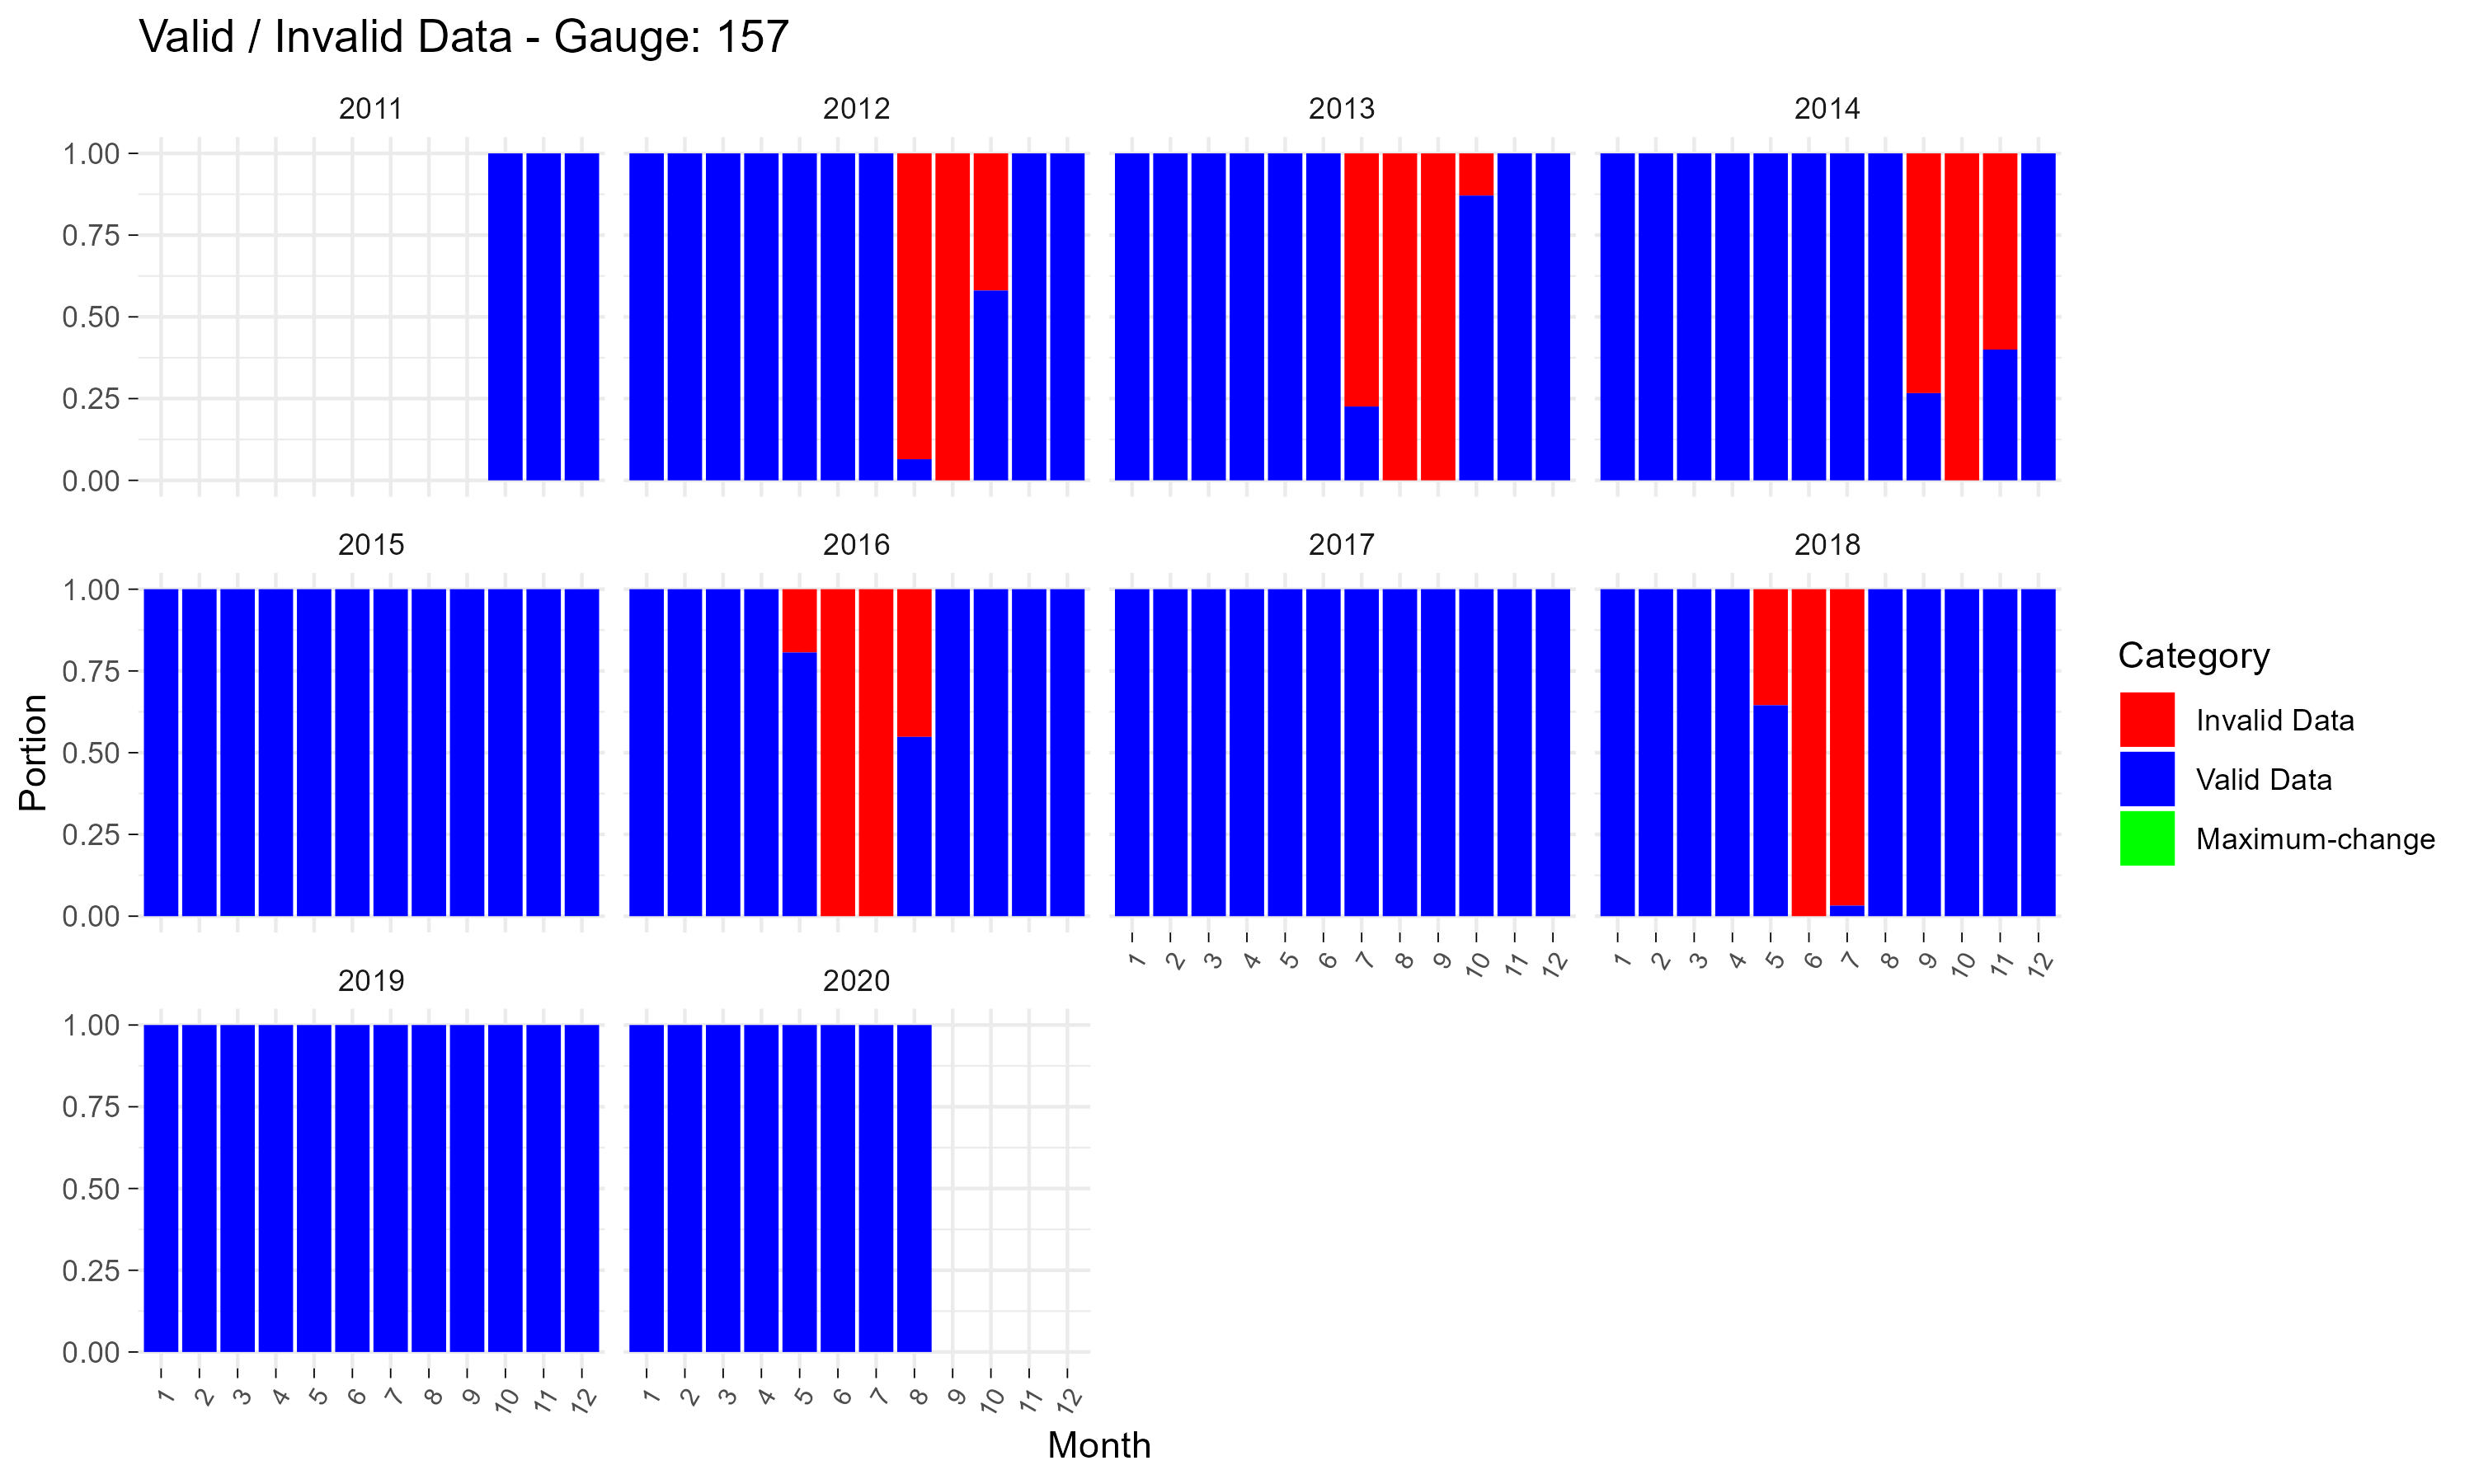 Valid / Invalid Data - Gauge: 157
2011 2012 2013 2014
1.00
0.75
0.50
0.25
0.00
2015 2016 2017 2018
1.00
0.75
0.50
0.25
0.00
1 2 3 4 5 6 7 8 9 10 11 12 1 2 3 4 5 6 7 8 9 10 11 12
2019 2020
1.00
0.75
0.50
0.25
0.00
1 2 3 4 5 6 7 8 9 10 11 12 1 2 3 4 5 6 7 8 9 10 11 12
Month
Portion
Category
Invalid Data
Valid Data
Maximum-change